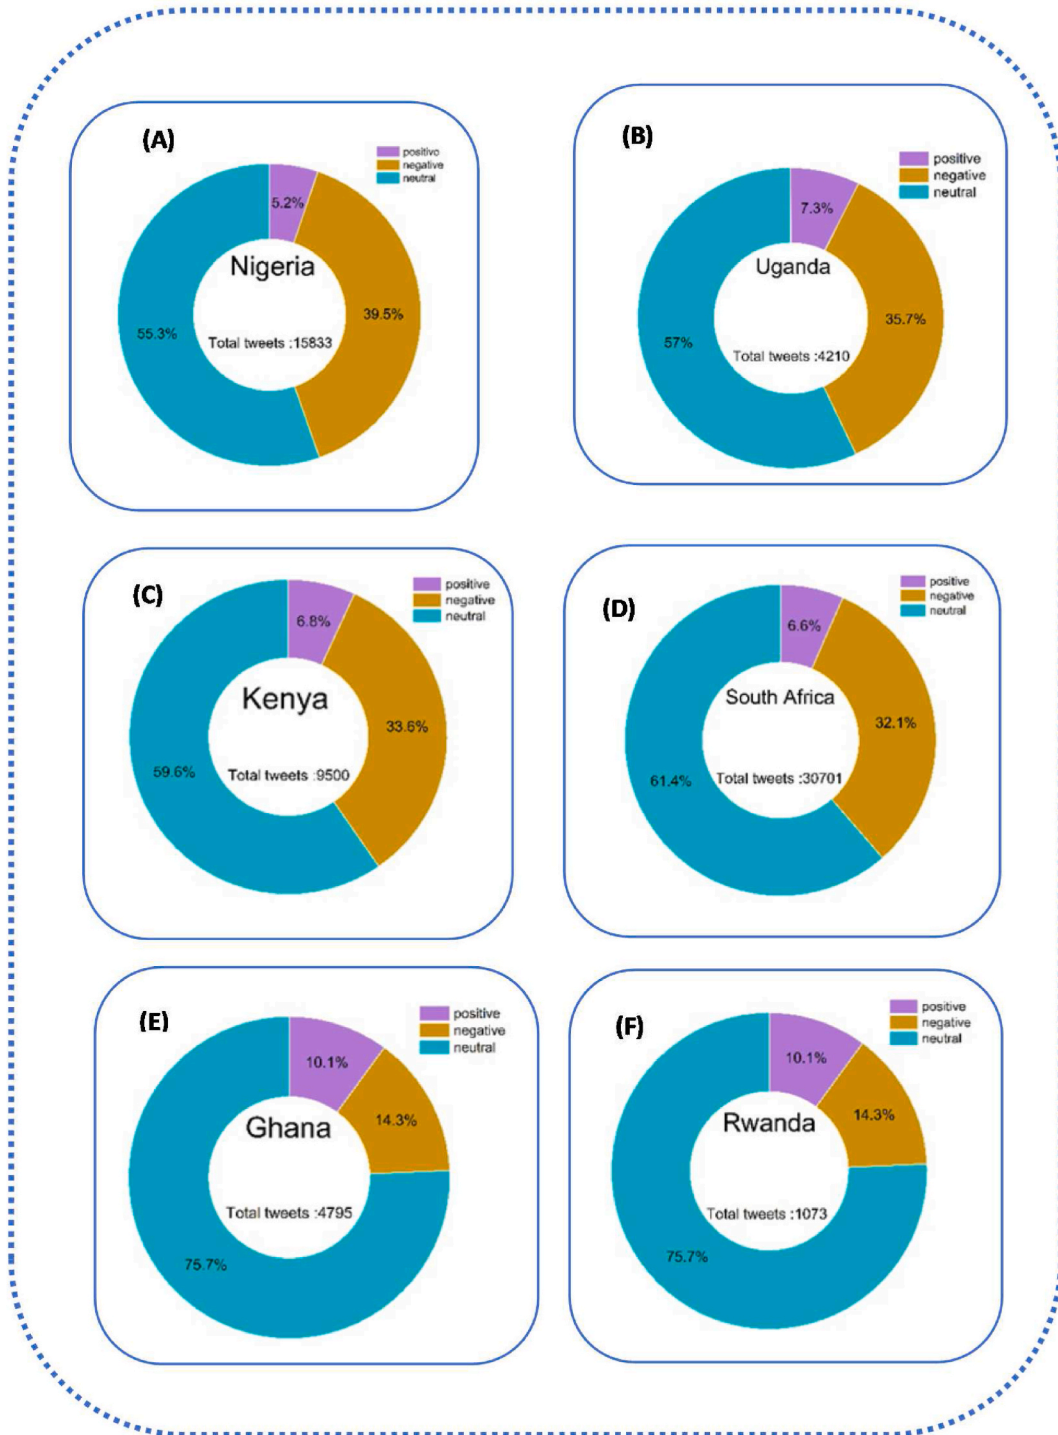 (A)
positivo
negative
neutral
5.2%
Nigeria
39.5%
55.3%
Total tweets :15833
(B)
positive
negative
neutral
7.3%
Uganda
35.7%
57%
Total tweets :4210
(C)
positive
negative
neutral
6.8%
Kenya
33.6%
59.6%
Total tweets :9500
(D)
positive
negative
neutral
6.6%
South Africa
32.1%
61.4%
Total tweets :30701
(E)
positive
negative
neutral
10.1%
Ghana
14.3%
Total tweets :4795
75.7%
(F)
positive
negative
neutral
10.1%
Rwanda
14.3%
Total tweets :1073
75.7%